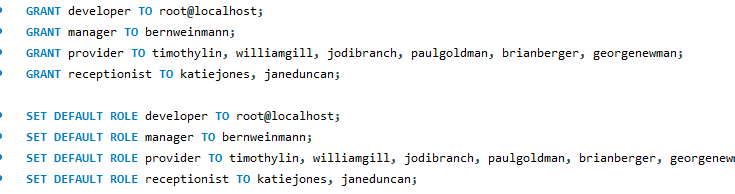 GRANT developer TO root@localhost;
GRANT manager TO bernweinmann;
GRANT provider TO timothylin, williamgill, jodibranch, paulgoldman, brianberger, georgenewman;
GRANT receptionist TO katiejones, janeduncan;
SET DEFAULT ROLE developer TO root@localhost;
SET DEFAULT ROLE manager TO bernweinmann;
SET DEFAULT ROLE provider TO timothylin, williamgill, jodibranch, paulgoldman, brianberger, georgenewm
SET DEFAULT ROLE receptionist TO katiejones, janeduncan;